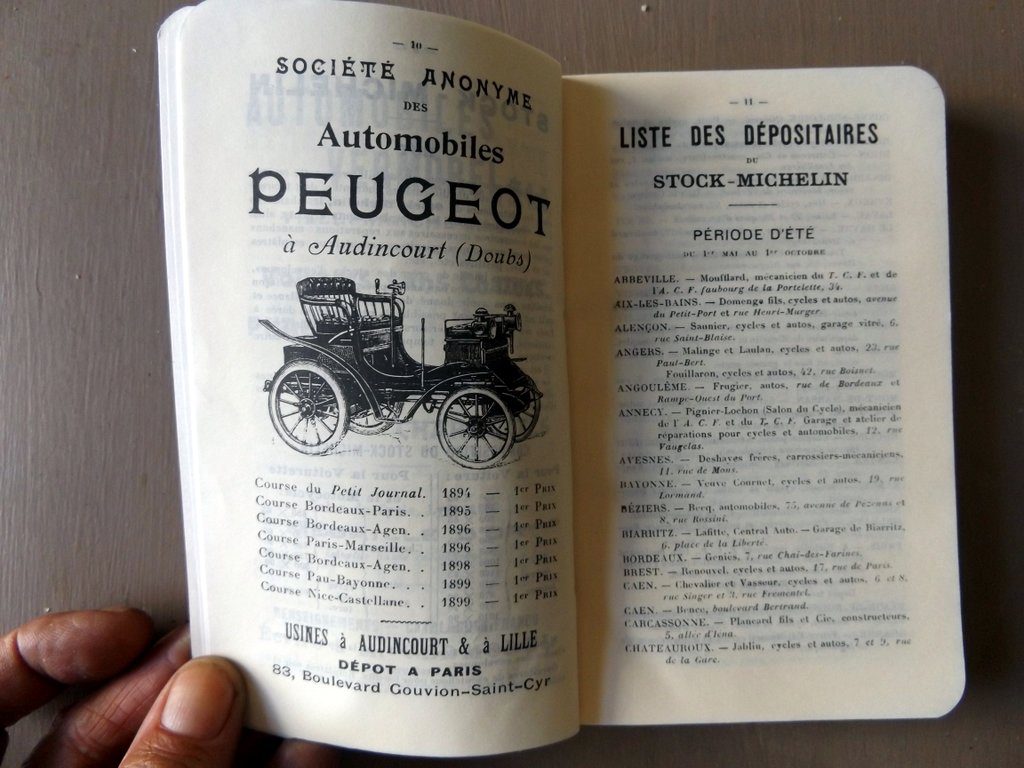 — 10 —
SOCIÉTÉ ANONYME
DES
Automobiles
PEUGEOT
à Audincourt (Doubs)
Course du Petit Journal. 1894 — 1er PRIX
Course Bordeaux-Paris. . 1895 — 1er PRIX
Course Bordeaux-Agen. . 1896 — 1er PRIX
Course Paris-Marseille. . 1896 — 1er PRIX
Course Bordeaux-Agen. . 1898 — 1er PRIX
Course Pau-Bayonne. . . 1899 — 1er PRIX
Course Nice-Castellane. . 1899 — 1er PRIX
USINES à AUDINCOURT & à LILLE
DÉPOT A PARIS
83, Boulevard Gouvion-Saint-Cyr
— 11 —
LISTE DES DÉPOSITAIRES
DU
STOCK-MICHELIN
PÉRIODE D'ÉTÉ
DU 1er MAI AU 1er OCTOBRE
ABBEVILLE. — Moufflard, mécanicien du T. C. F. et de
l'A. C. F. faubourg de la Portelette, 34.
AIX-LES-BAINS. — Domenge fils, cycles et autos, avenue
du Petit-Port et rue Henri-Murger.
ALENÇON. — Saunier, cycles et autos, garage vitré, 6,
rue Saint-Blaise.
ANGERS. — Malinge et Laulan, cycles et autos, 23, rue
Paul-Bert.
Fouillaron, cycles et autos, 42, rue Boisnet.
ANGOULÊME. — Frugier, autos, rue de Bordeaux et
Rampe-Ouest du Port.
ANNECY. — Pignier-Lochon (Salon du Cycle), mécanicien
de l'A. C. F. et du T. C. F. Garage et atelier de
réparations pour cycles et automobiles, 12, rue
Vaugelas.
AVESNES. — Deshayes frères, carrossiers-mécaniciens,
11, rue de Mons.
BAYONNE. — Veuve Cournet, cycles et autos, 19, rue
Lormand.
BÉZIERS. — Becq, automobiles, 75, avenue de Pezenas et
8, rue Rossini.
BIARRITZ. — Lafitte, Central Auto. — Garage de Biarritz,
6, place de la Liberté.
BORDEAUX. — Geniès, 7, rue Chai-des-Farines.
BREST. — Renouvel, cycles et autos, 17, rue de Paris.
CAEN. — Chevalier et Vasseur, cycles et autos, 6 et 8,
rue Singer et 3, rue Frementel.
CAEN. — Benco, boulevard Bertrand.
CARCASSONNE. — Plancard fils et Cie, constructeurs,
5, allée d'Iena.
CHATEAUROUX. — Jabliu, cycles et autos, 7 et 9, rue
de la Gare.